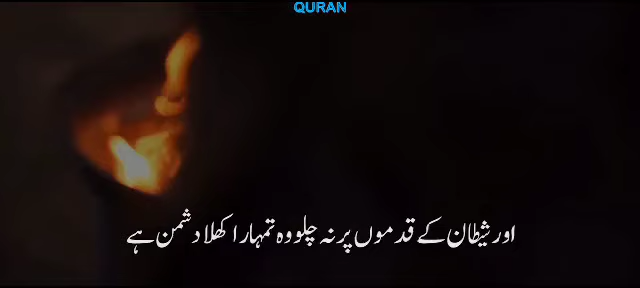 QURAN
اور شیطان کے قدموں پر نہ چلو وہ تمہارا کھلا دشمن ہے